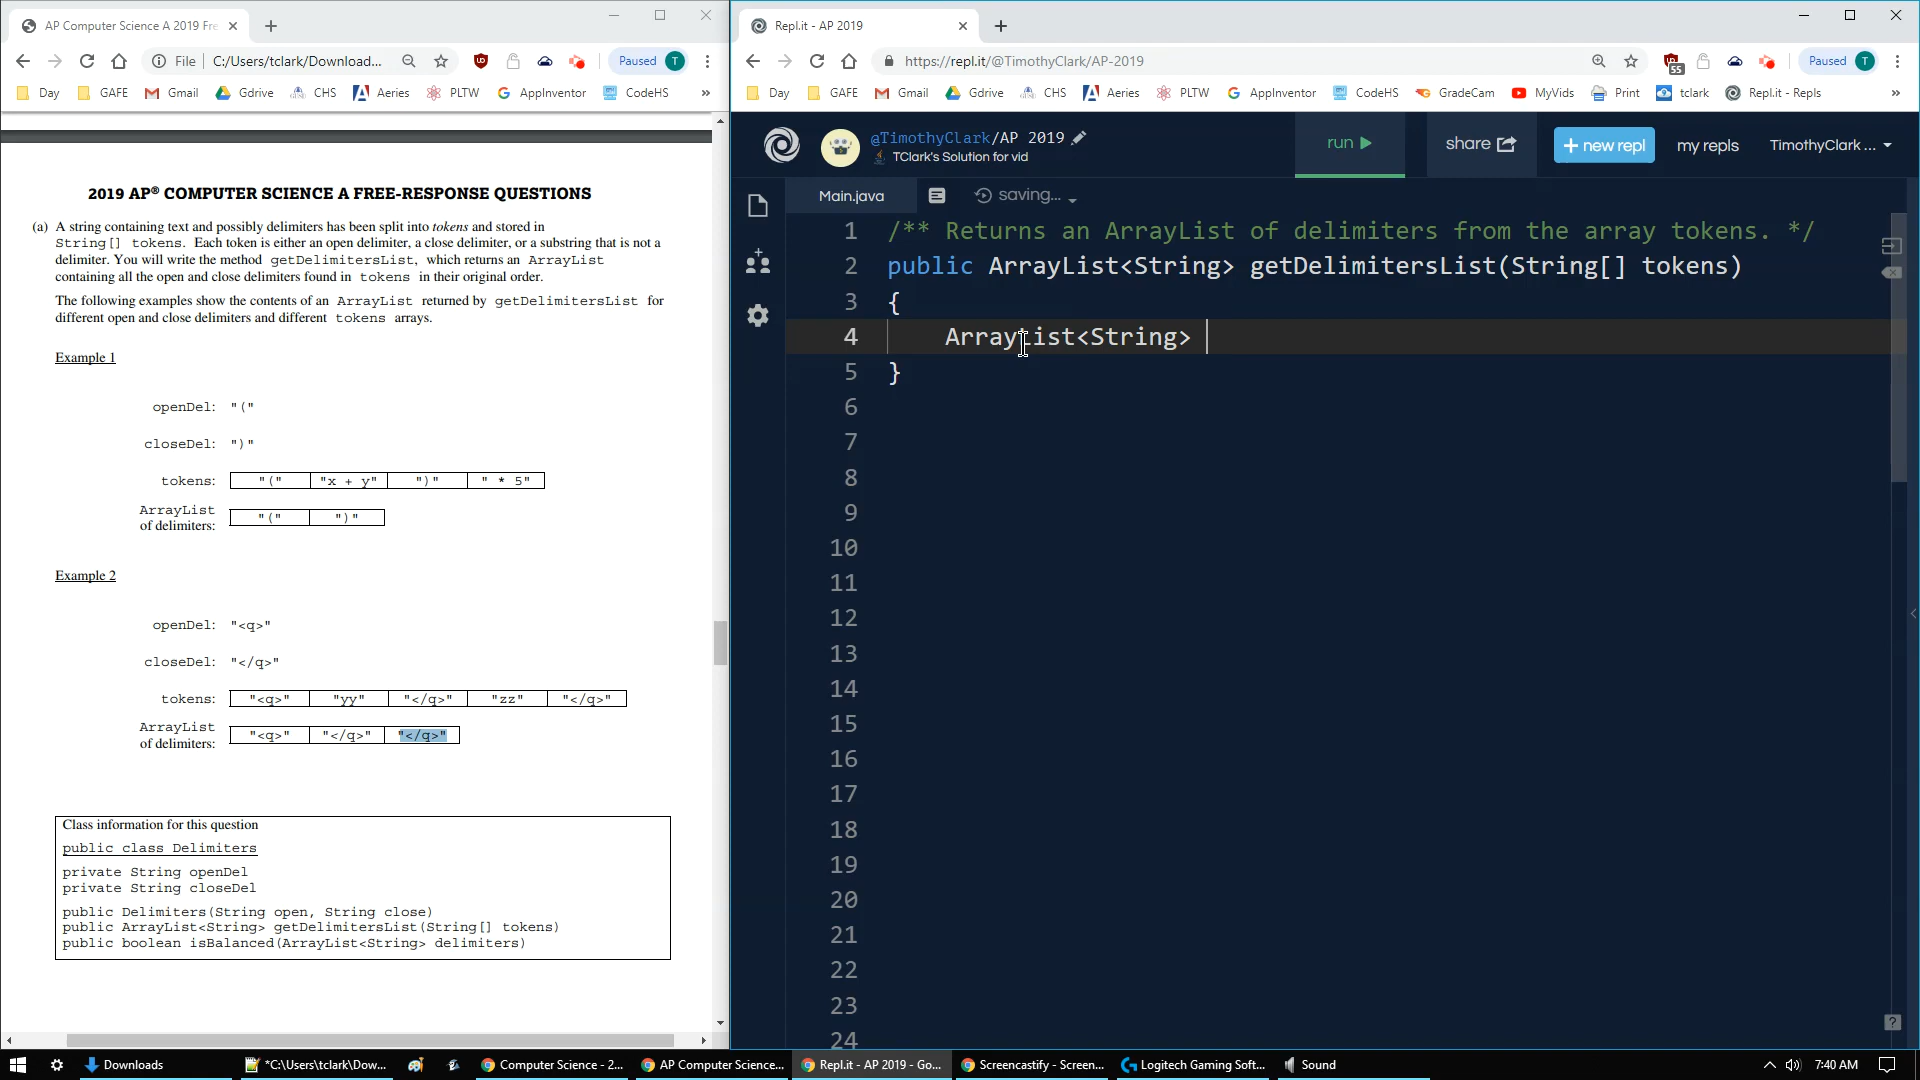 AP Computer Science A 2019 Fre
File
C:/Users/tclark/Download...
Paused
T
Day
GAFE
Gmail
Gdrive
CHS
Aeries
PLTW
AppInventor
CodeHS
»
2019 AP® COMPUTER SCIENCE A FREE-RESPONSE QUESTIONS
(a) A string containing text and possibly delimiters has been split into tokens and stored in
String[] tokens. Each token is either an open delimiter, a close delimiter, or a substring that is not a
delimiter. You will write the method getDelimitersList, which returns an ArrayList
containing all the open and close delimiters found in tokens in their original order.
The following examples show the contents of an ArrayList returned by getDelimitersList for
different open and close delimiters and different tokens arrays.
Example 1
openDel: "("
closeDel: ")"
tokens: "(" "x + y" ")" " * 5"
ArrayList
of delimiters: "(" ")"
Example 2
openDel: "<q>"
closeDel: "</q>"
tokens: "<q>" "yy" "</q>" "zz" "</q>"
ArrayList
of delimiters: "<q>" "</q>" "</q>"
Class information for this question
public class Delimiters
private String openDel
private String closeDel
public Delimiters(String open, String close)
public ArrayList<String> getDelimitersList(String[] tokens)
public boolean isBalanced(ArrayList<String> delimiters)
Repl.it - AP 2019
https://repl.it/@TimothyClark/AP-2019
55
Paused
T
Day
GAFE
Gmail
Gdrive
CHS
Aeries
PLTW
AppInventor
CodeHS
GradeCam
MyVids
Print
tclark
Repl.it - Repls
»
@TimothyClark/AP 2019
TClark's Solution for vid
run
share
+ new repl
my repls
TimothyClark ...
Main.java
saving...
1 /** Returns an ArrayList of delimiters from the array tokens. */
2 public ArrayList<String> getDelimitersList(String[] tokens)
3 {
4 ArrayList<String>
5 }
6
7
8
9
10
11
12
13
14
15
16
17
18
19
20
21
22
23
24
?
Downloads
*C:\Users\tclark\Dow...
Computer Science - 2...
AP Computer Science...
Repl.it - AP 2019 - Go...
Screencastify - Screen...
Logitech Gaming Soft...
Sound
7:40 AM